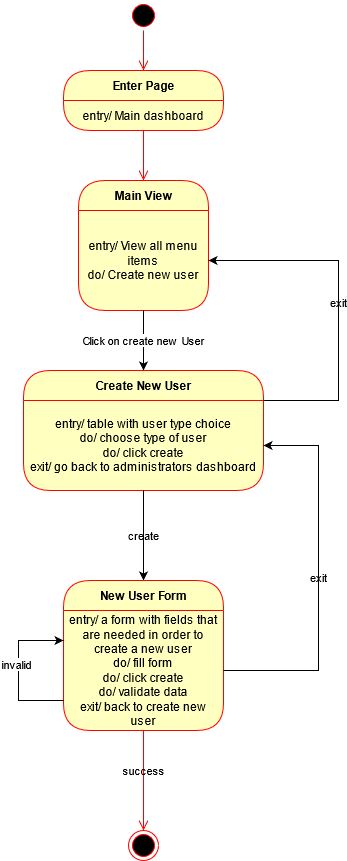 Enter Page
entry/ Main dashboard
Main View
entry/ View all menu
items
do/ Create new user
exit
Click on create new User
Create New User
entry/ table with user type choice
do/ choose type of user
do/ click create
exit/ go back to administrators dashboard
create
exit
New User Form
entry/ a form with fields that
are needed in order to
create a new user
do/ fill form
do/ click create
do/ validate data
exit/ back to create new
user
invalid
success